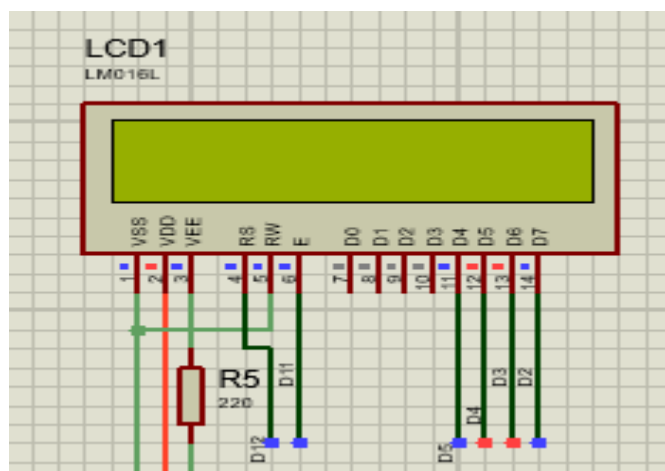 LCD1
LM016L
VSS
VDD
VEE
RS
RW
E
D0
D1
D2
D3
D4
D5
D6
D7
1
2
3
4
5
6
7
8
9
10
11
12
13
14
R5
220
D12
D11
D5
D4
D3
D2